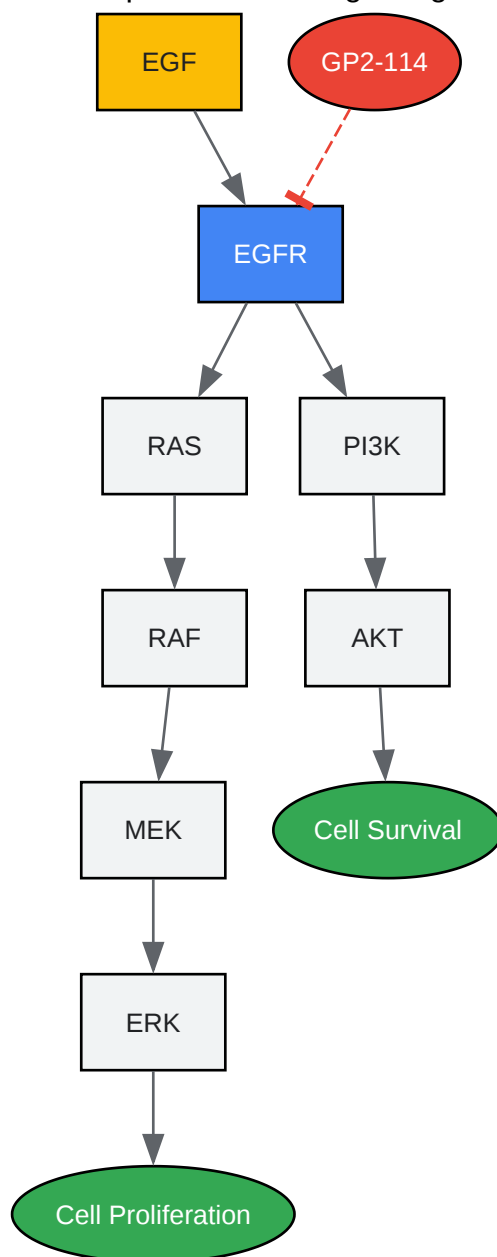 EGF
GP2-114
EGFR
RAS
PI3K
RAF
AKT
MEK
Cell Survival
ERK
Cell Proliferation